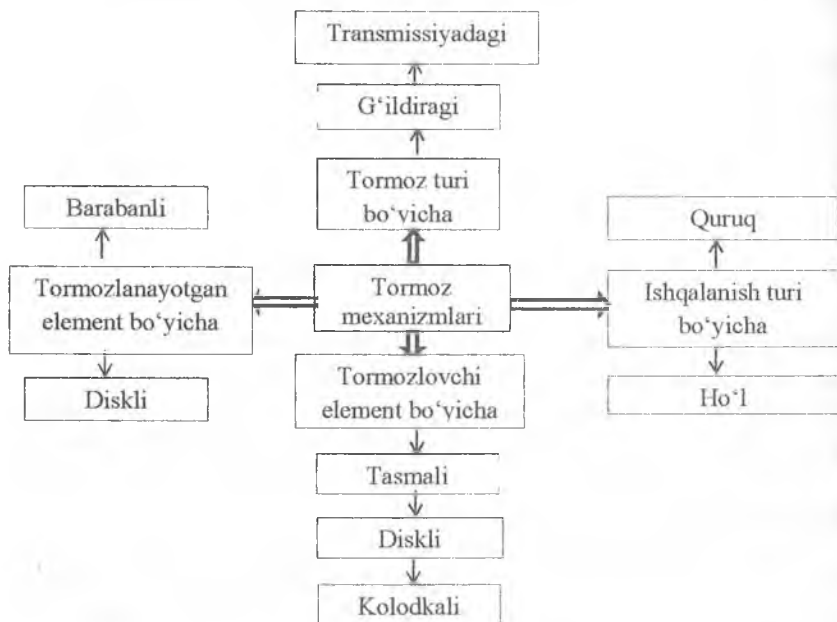 Transmissiyadagi
G‘ildiragi
Tormoz turi
bo‘yicha
Barabanli
Quruq
Tormozlanayotgan
element bo‘yicha
Tormoz
mexanizmlari
Ishqalanish turi
bo‘yicha
Tormozlovchi
element bo‘yicha
Diskli
Ho‘l
Tasmali
Diskli
Kolodkali